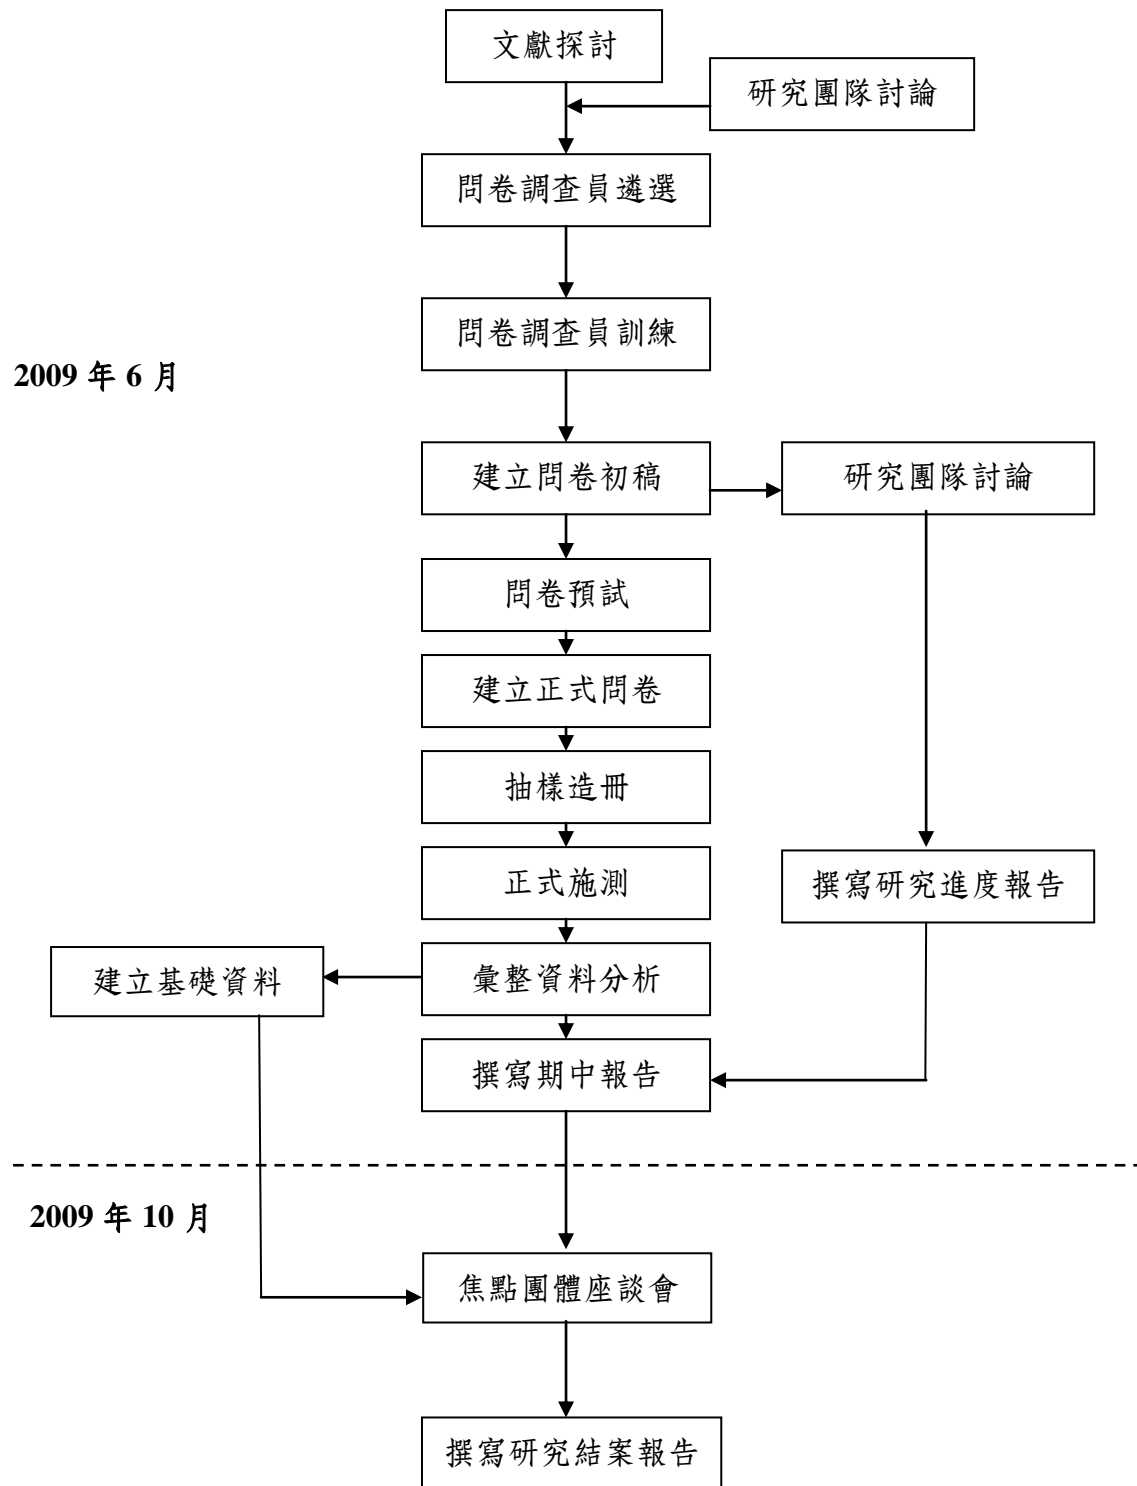 文獻探討
研究團隊討論
問卷調查員遴選
問卷調查員訓練
2009 年 6 月
建立問卷初稿
研究團隊討論
問卷預試
建立正式問卷
抽樣造冊
正式施測
撰寫研究進度報告
建立基礎資料
彙整資料分析
撰寫期中報告
2009 年 10 月
焦點團體座談會
撰寫研究結案報告